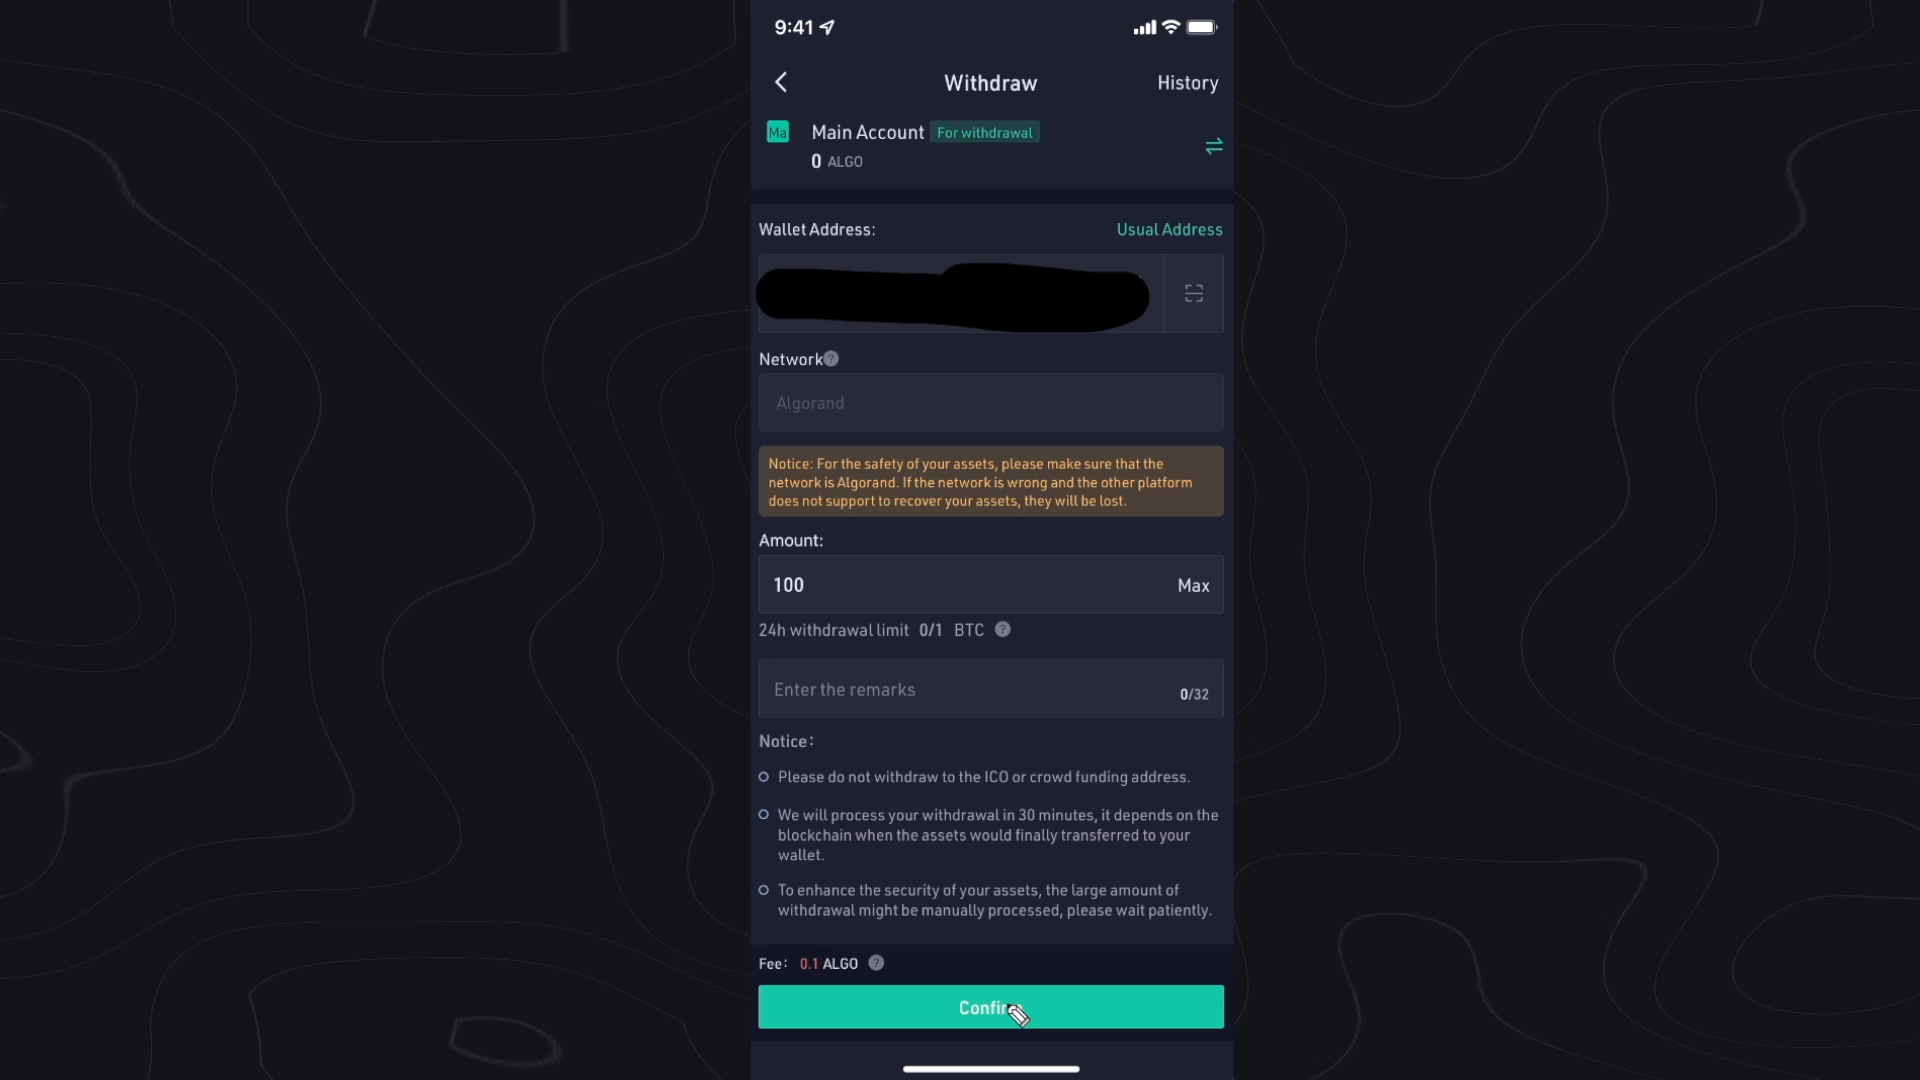 9:41
Withdraw
History
Ma
Main Account
For withdrawal
0 ALGO
Wallet Address:
Usual Address
Network?
Algorand
Notice: For the safety of your assets, please make sure that the
network is Algorand. If the network is wrong and the other platform
does not support to recover your assets, they will be lost.
Amount:
100
Max
24h withdrawal limit 0/1 BTC ?
Enter the remarks
0/32
Notice:
Please do not withdraw to the ICO or crowd funding address.
We will process your withdrawal in 30 minutes, it depends on the
blockchain when the assets would finally transferred to your
wallet.
To enhance the security of your assets, the large amount of
withdrawal might be manually processed, please wait patiently.
Fee: 0.1 ALGO ?
Confirm